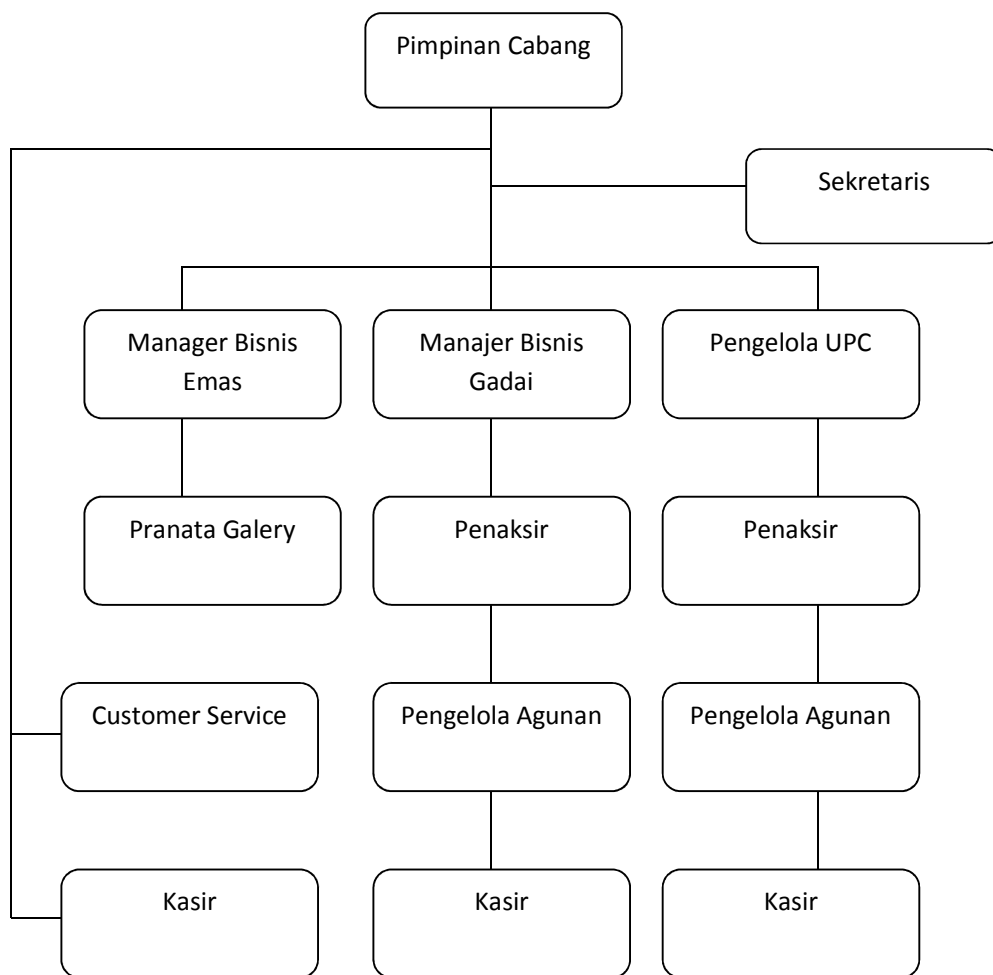 Pimpinan Cabang
Sekretaris
Manager Bisnis
Emas
Manajer Bisnis
Gadai
Pengelola UPC
Pranata Galery
Penaksir
Penaksir
Customer Service
Pengelola Agunan
Pengelola Agunan
Kasir
Kasir
Kasir